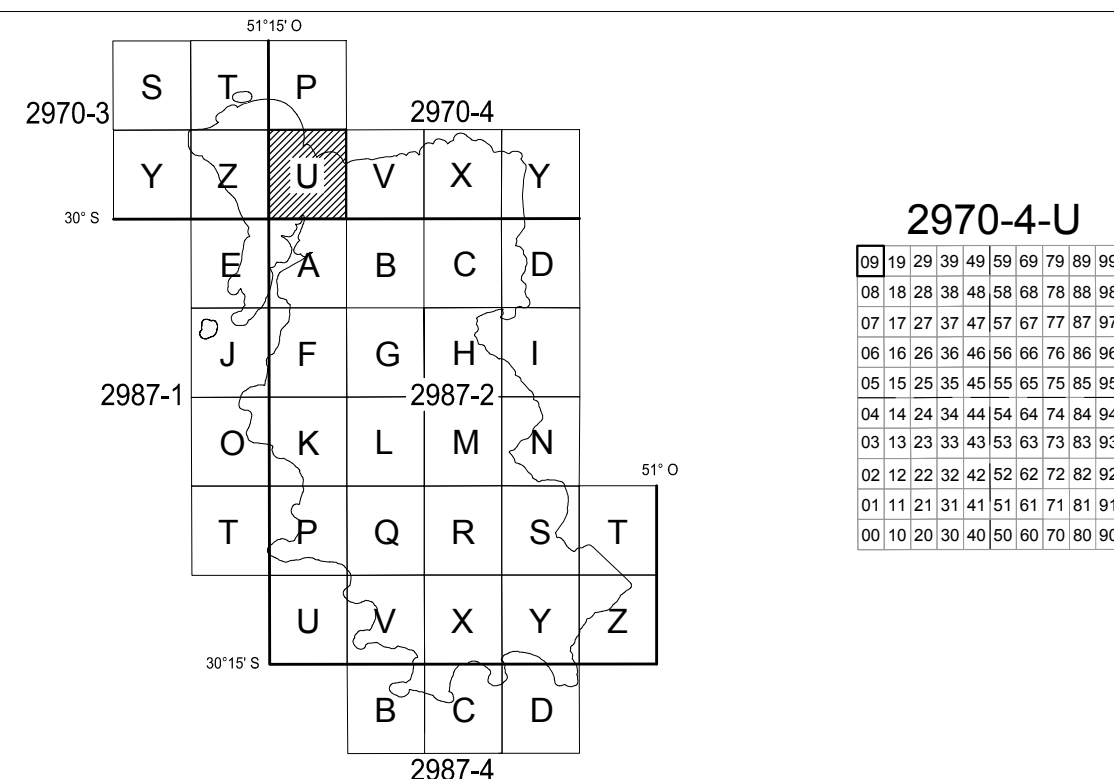 51°15' O
S T P
2970-3 2970-4
Y Z U V X Y
30° S
2970-4-U
E A B C D
J F G H I
2987-1 2987-2
O K L M N
51° O
T P Q R S T
U V X Y Z
30°15' S
B C D
2987-4
09 19 29 39 49 59 69 79 89 99
08 18 28 38 48 58 68 78 88 98
07 17 27 37 47 57 67 77 87 97
06 16 26 36 46 56 66 76 86 96
05 15 25 35 45 55 65 75 85 95
04 14 24 34 44 54 64 74 84 94
03 13 23 33 43 53 63 73 83 93
02 12 22 32 42 52 62 72 82 92
01 11 21 31 41 51 61 71 81 91
00 10 20 30 40 50 60 70 80 90